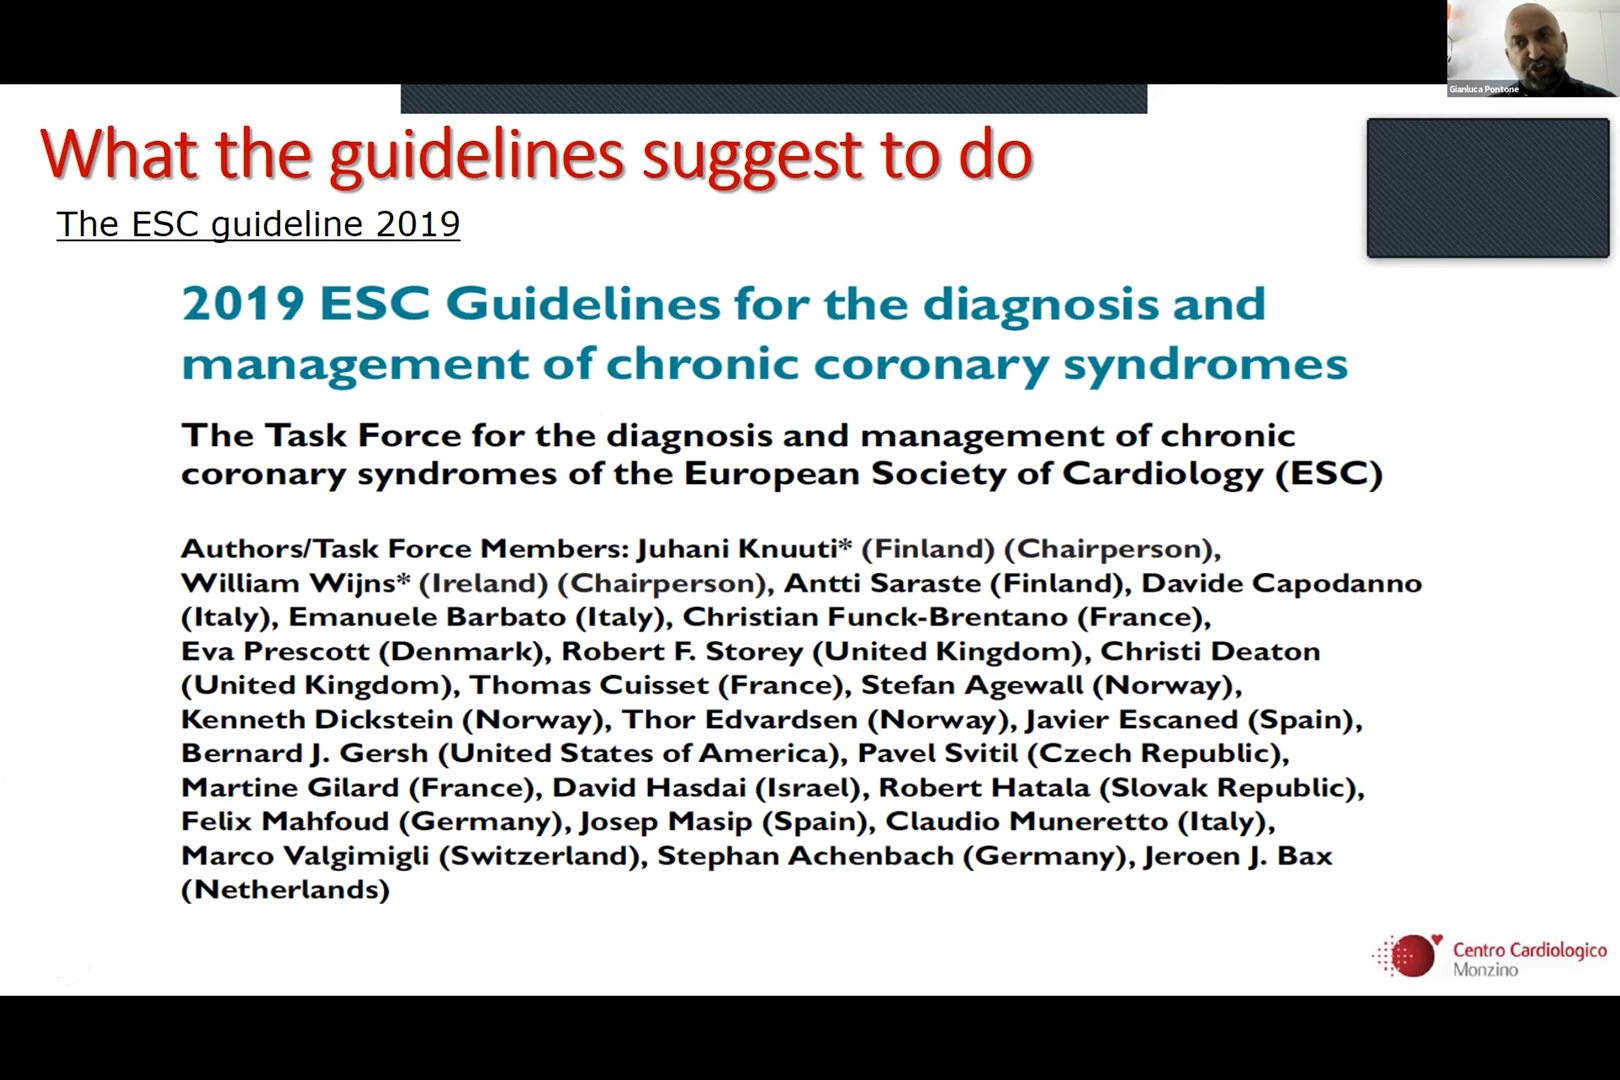 Gianluca Pontone
What the guidelines suggest to do
The ESC guideline 2019
2019 ESC Guidelines for the diagnosis and
management of chronic coronary syndromes
The Task Force for the diagnosis and management of chronic
coronary syndromes of the European Society of Cardiology (ESC)
Authors/Task Force Members: Juhani Knuuti* (Finland) (Chairperson),
William Wijns* (Ireland) (Chairperson), Antti Saraste (Finland), Davide Capodanno
(Italy), Emanuele Barbato (Italy), Christian Funck-Brentano (France),
Eva Prescott (Denmark), Robert F. Storey (United Kingdom), Christi Deaton
(United Kingdom), Thomas Cuisset (France), Stefan Agewall (Norway),
Kenneth Dickstein (Norway), Thor Edvardsen (Norway), Javier Escaned (Spain),
Bernard J. Gersh (United States of America), Pavel Svitil (Czech Republic),
Martine Gilard (France), David Hasdai (Israel), Robert Hatala (Slovak Republic),
Felix Mahfoud (Germany), Josep Masip (Spain), Claudio Muneretto (Italy),
Marco Valgimigli (Switzerland), Stephan Achenbach (Germany), Jeroen J. Bax
(Netherlands)
Centro Cardiologico
Monzino